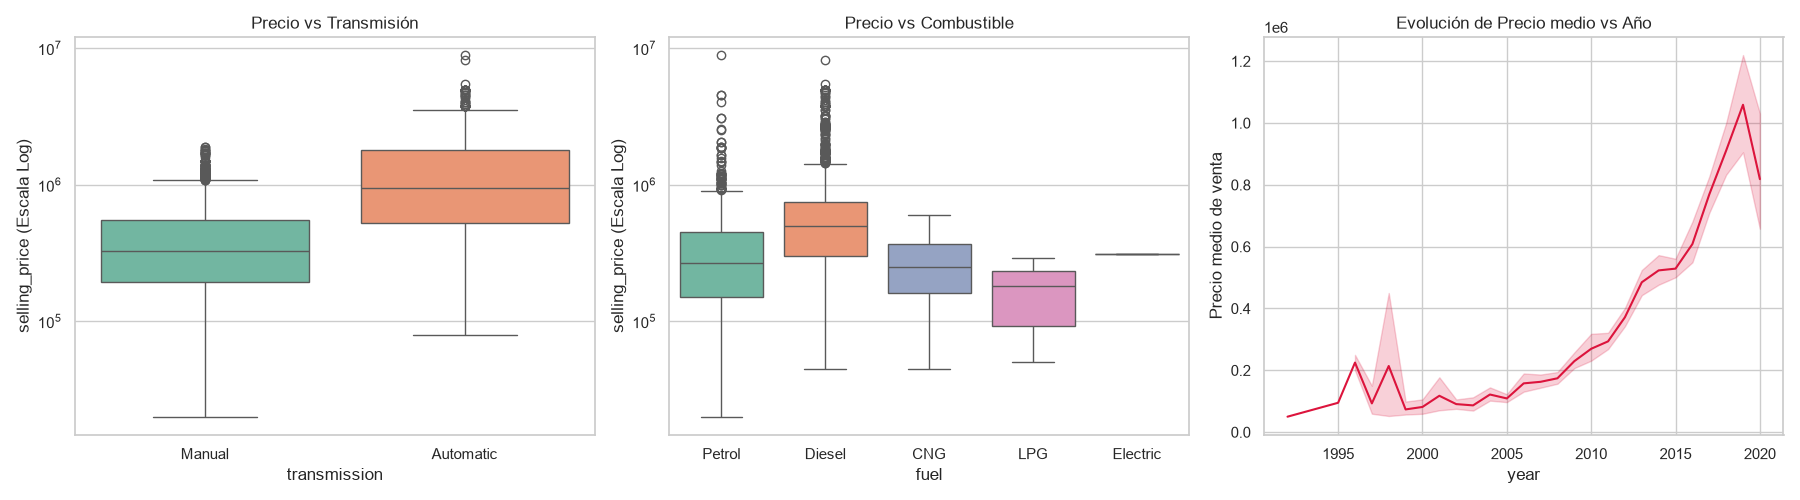 Precio vs Transmisión
selling_price (Escala Log)
10^7
10^6
10^5
Manual Automatic
transmission
Precio vs Combustible
selling_price (Escala Log)
10^7
10^6
10^5
Petrol Diesel CNG LPG Electric
fuel
Evolución de Precio medio vs Año
1e6
Precio medio de venta
1.2
1.0
0.8
0.6
0.4
0.2
0.0
1995 2000 2005 2010 2015 2020
year